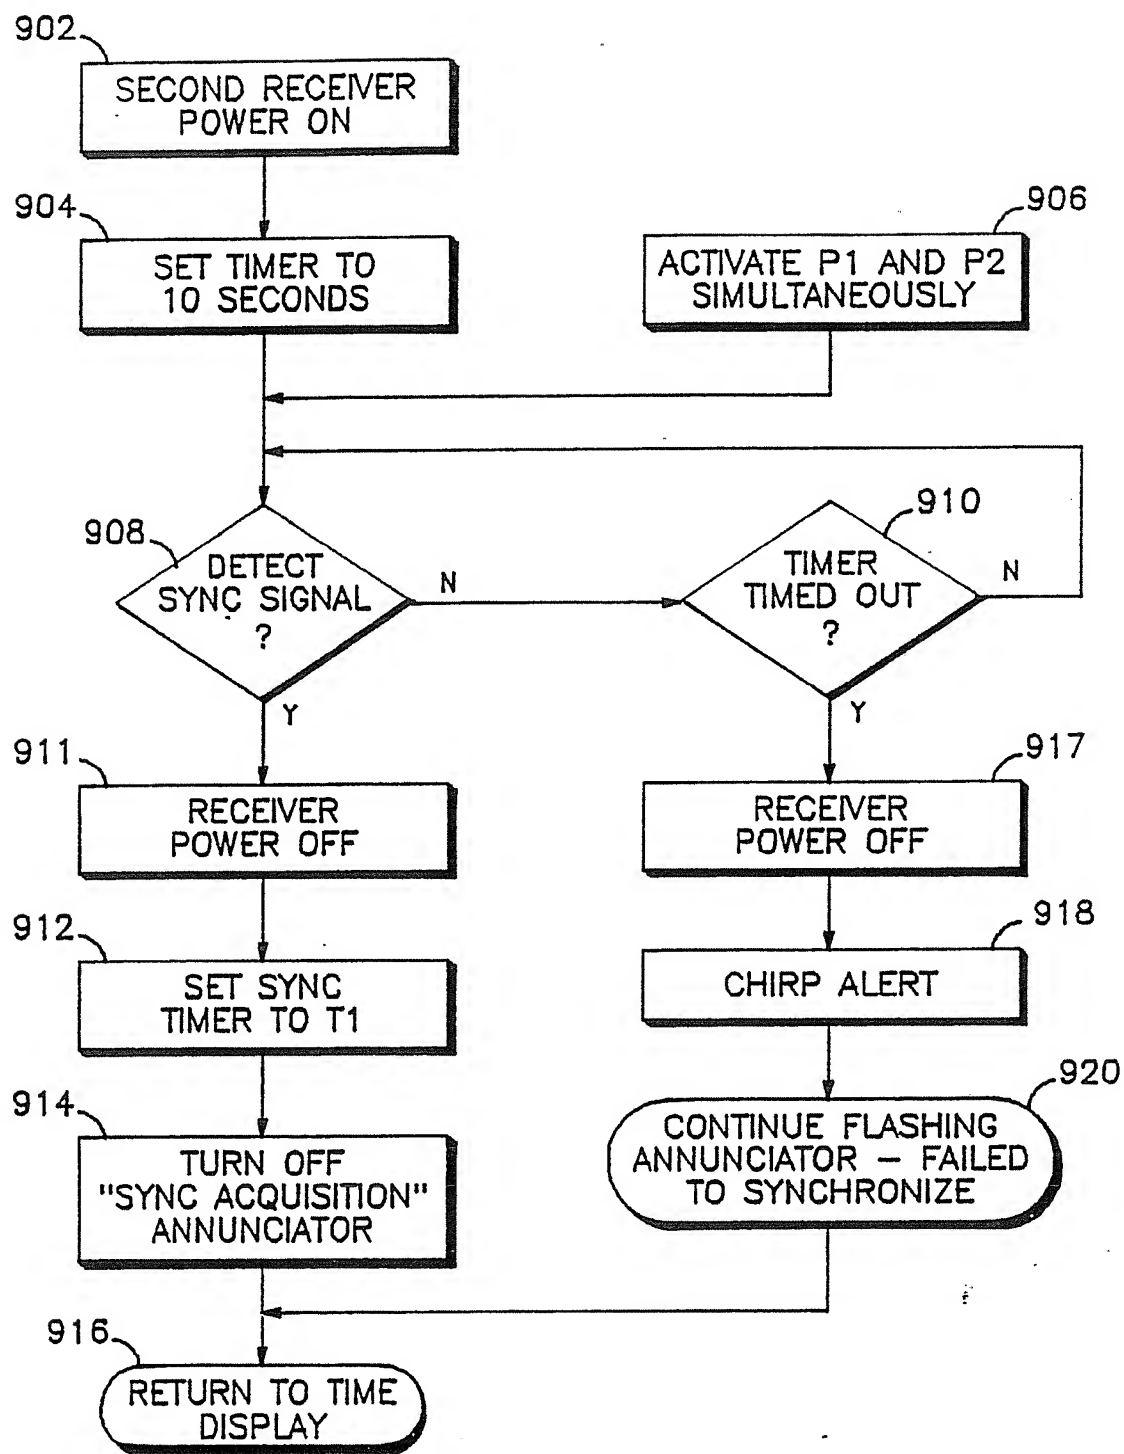 902
SECOND RECEIVER
POWER ON
904
SET TIMER TO
10 SECONDS
906
ACTIVATE P1 AND P2
SIMULTANEOUSLY
908
DETECT
SYNC SIGNAL
?
N
Y
910
TIMER
TIMED OUT
?
N
Y
911
RECEIVER
POWER OFF
917
RECEIVER
POWER OFF
912
SET SYNC
TIMER TO T1
918
CHIRP ALERT
914
TURN OFF
"SYNC ACQUISITION"
ANNUNCIATOR
920
CONTINUE FLASHING
ANNUNCIATOR – FAILED
TO SYNCHRONIZE
916
RETURN TO TIME
DISPLAY